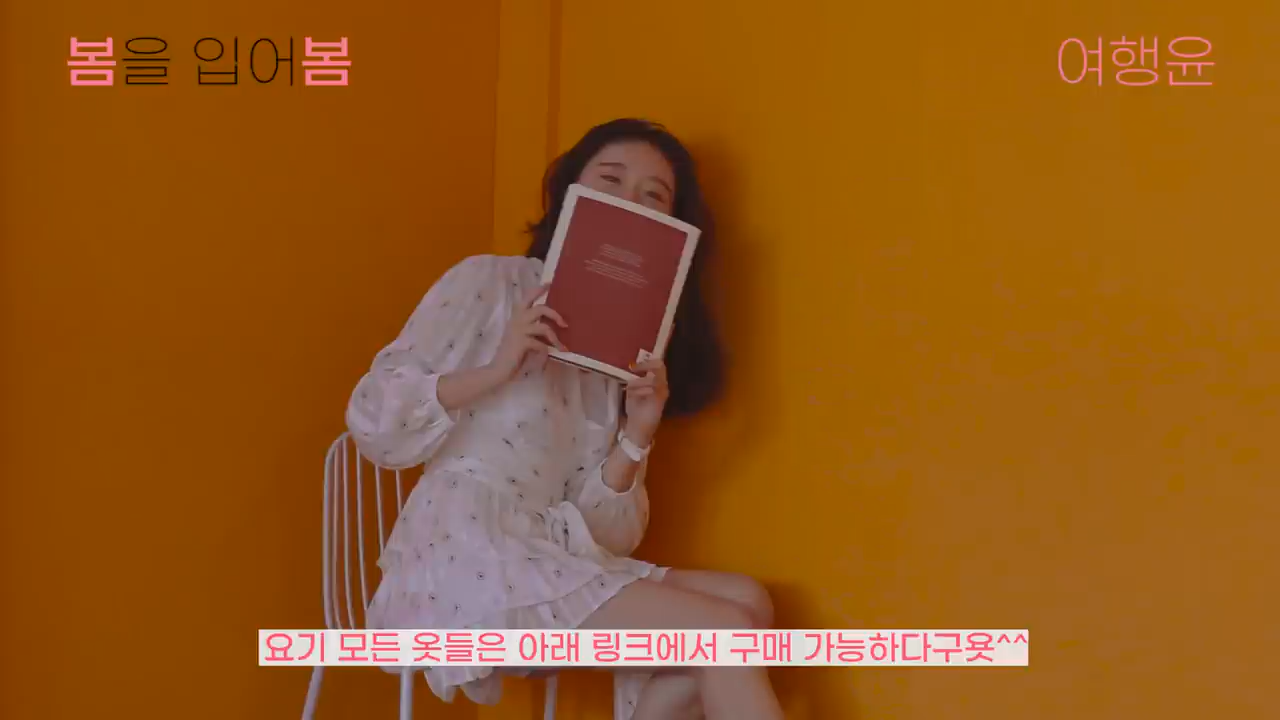 봄을 입어봄
여행윤
요기 모든 옷들은 아래 링크에서 구매 가능하다구욧^^